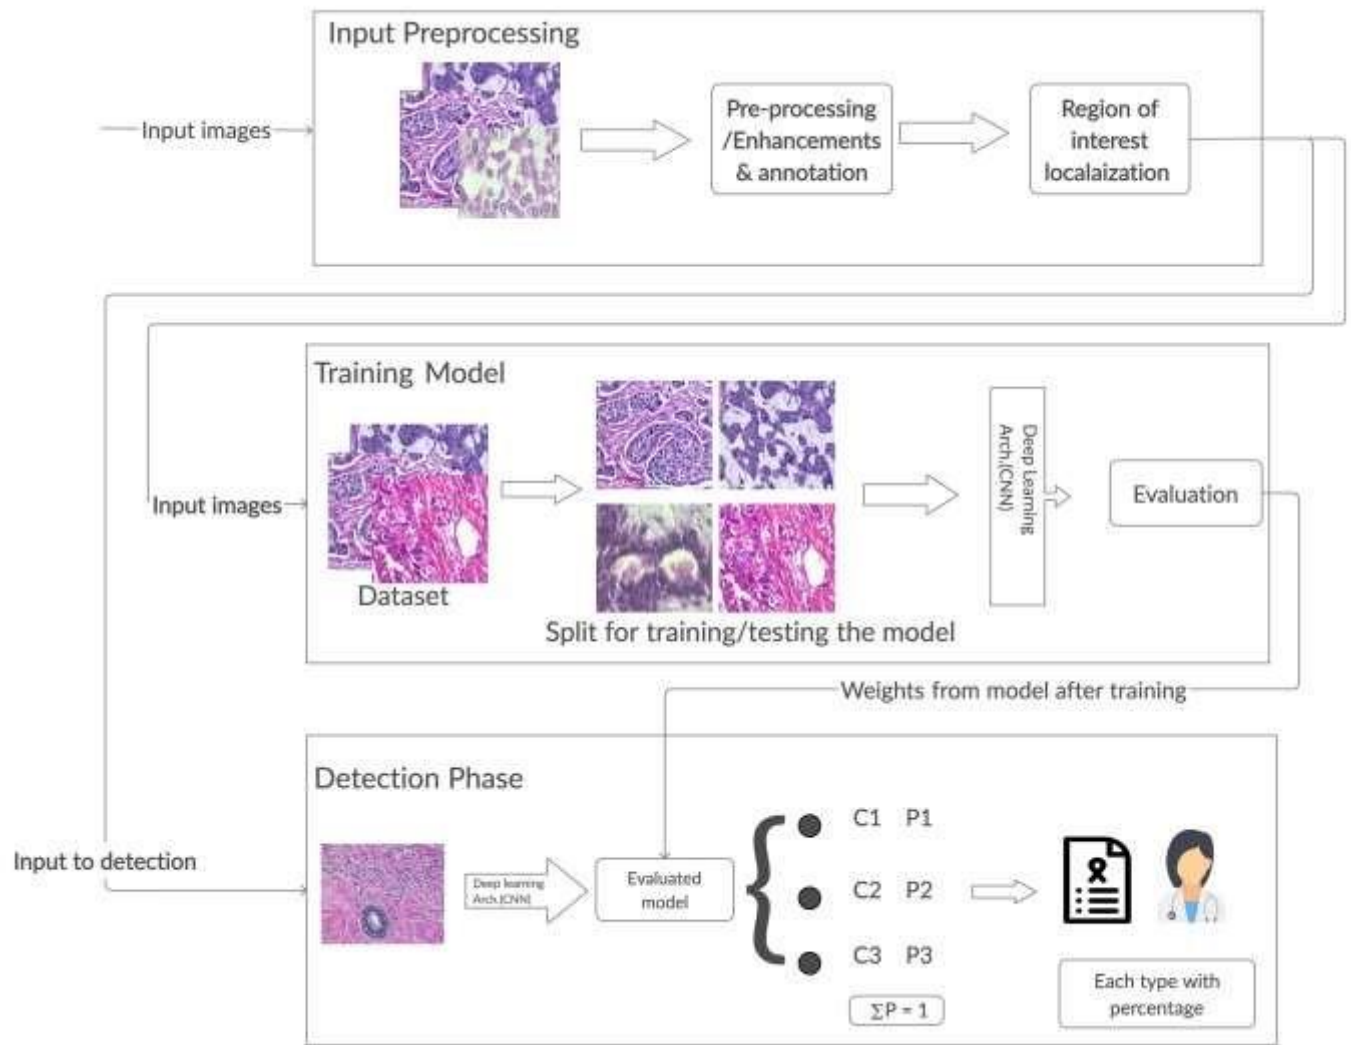 Input Preprocessing
Input images
Pre-processing
/Enhancements
& annotation
Region of
interest
localaization
Training Model
Input images
Dataset
Split for training/testing the model
Deep Learning
Arch.(CNN)
Evaluation
Weights from model after training
Detection Phase
Input to detection
Deep learning
Arch.(CNN)
Evaluated
model
C1 P1
C2 P2
C3 P3
∑P = 1
Each type with
percentage